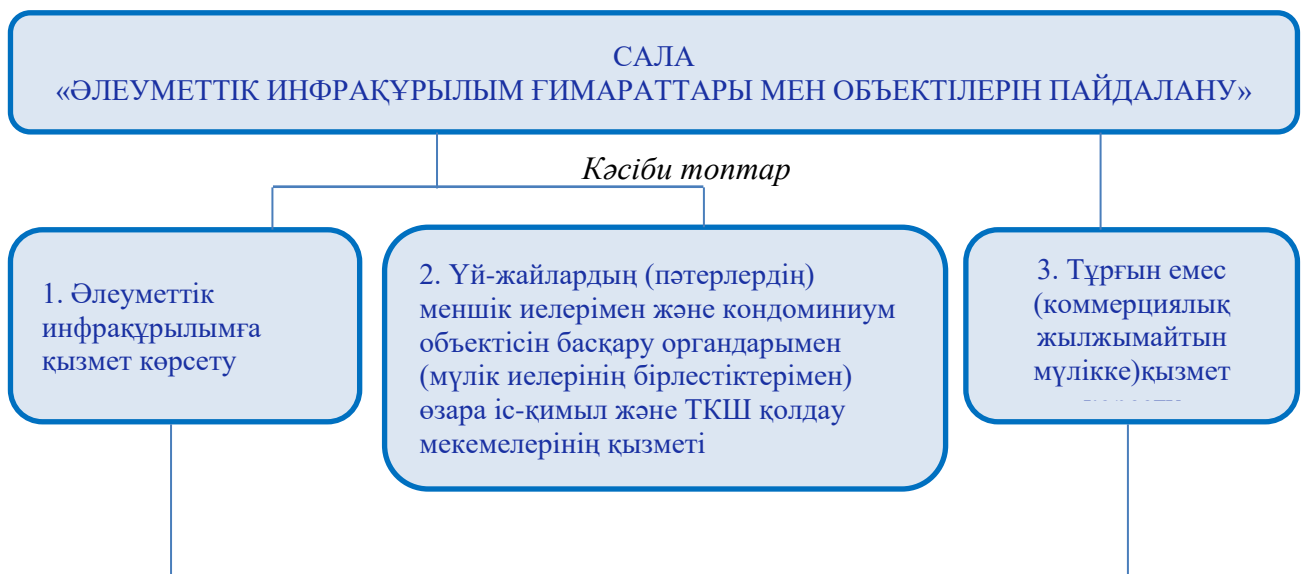 САЛА
«ӘЛЕУМЕТТІК ИНФРАҚҰРЫЛЫМ ҒИМАРАТТАРЫ МЕН ОБЪЕКТІЛЕРІН ПАЙДАЛАНУ»
Кәсіби топтар
1. Әлеуметтік
инфрақұрылымға
қызмет көрсету
2. Үй-жайлардың (пәтерлердің)
меншік иелерімен және кондоминиум
объектісін басқару органдарымен
(мүлік иелерінің бірлестіктерімен)
өзара іс-қимыл және ТКШ қолдау
мекемелерінің қызметі
3. Тұрғын емес
(коммерциялық
жылжымайтын
мүлікке)қызмет